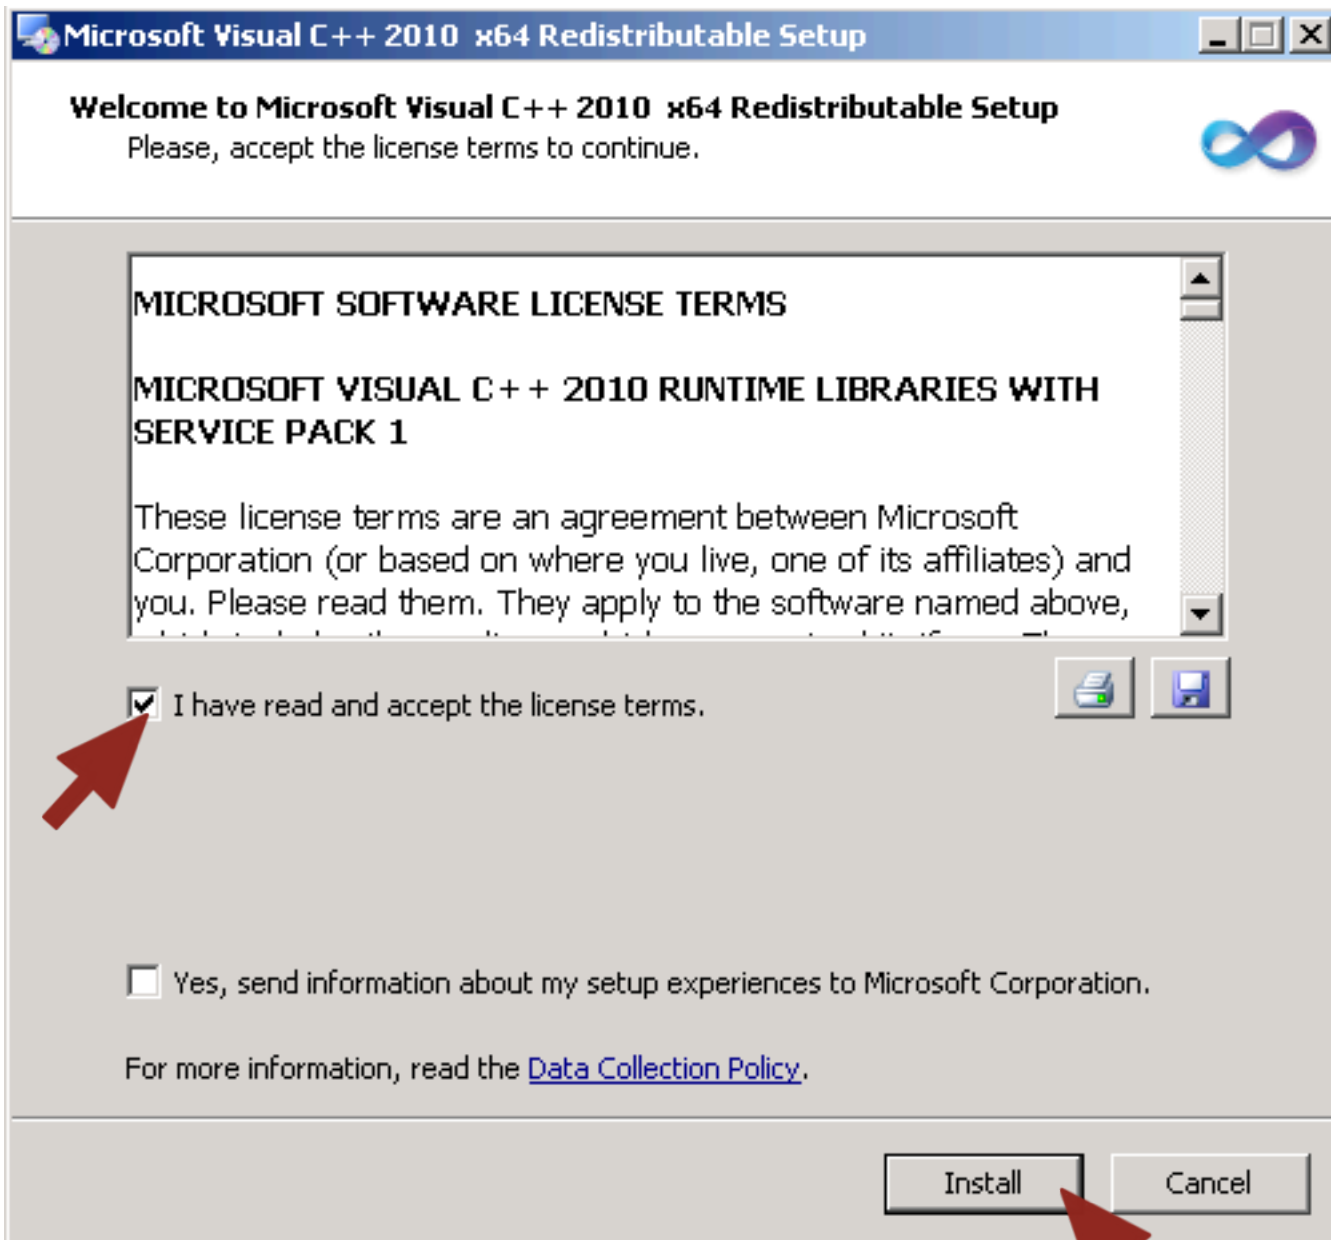 Microsoft Visual C++ 2010 x64 Redistributable Setup
Welcome to Microsoft Visual C++ 2010 x64 Redistributable Setup
Please, accept the license terms to continue.
MICROSOFT SOFTWARE LICENSE TERMS
MICROSOFT VISUAL C++ 2010 RUNTIME LIBRARIES WITH
SERVICE PACK 1
These license terms are an agreement between Microsoft
Corporation (or based on where you live, one of its affiliates) and
you. Please read them. They apply to the software named above,
I have read and accept the license terms.
Yes, send information about my setup experiences to Microsoft Corporation.
For more information, read the Data Collection Policy.
Install
Cancel